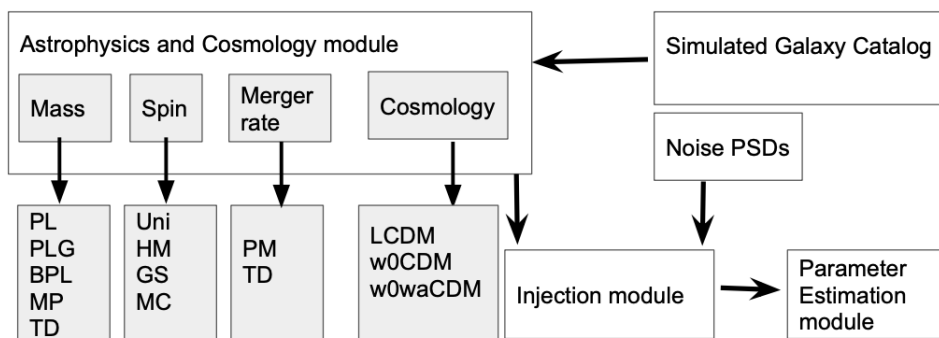 Astrophysics and Cosmology module
Simulated Galaxy Catalog
Mass
Spin
Merger
rate
Cosmology
Noise PSDs
PL
PLG
BPL
MP
TD
Uni
HM
GS
MC
PM
TD
LCDM
w0CDM
w0waCDM
Injection module
Parameter
Estimation
module